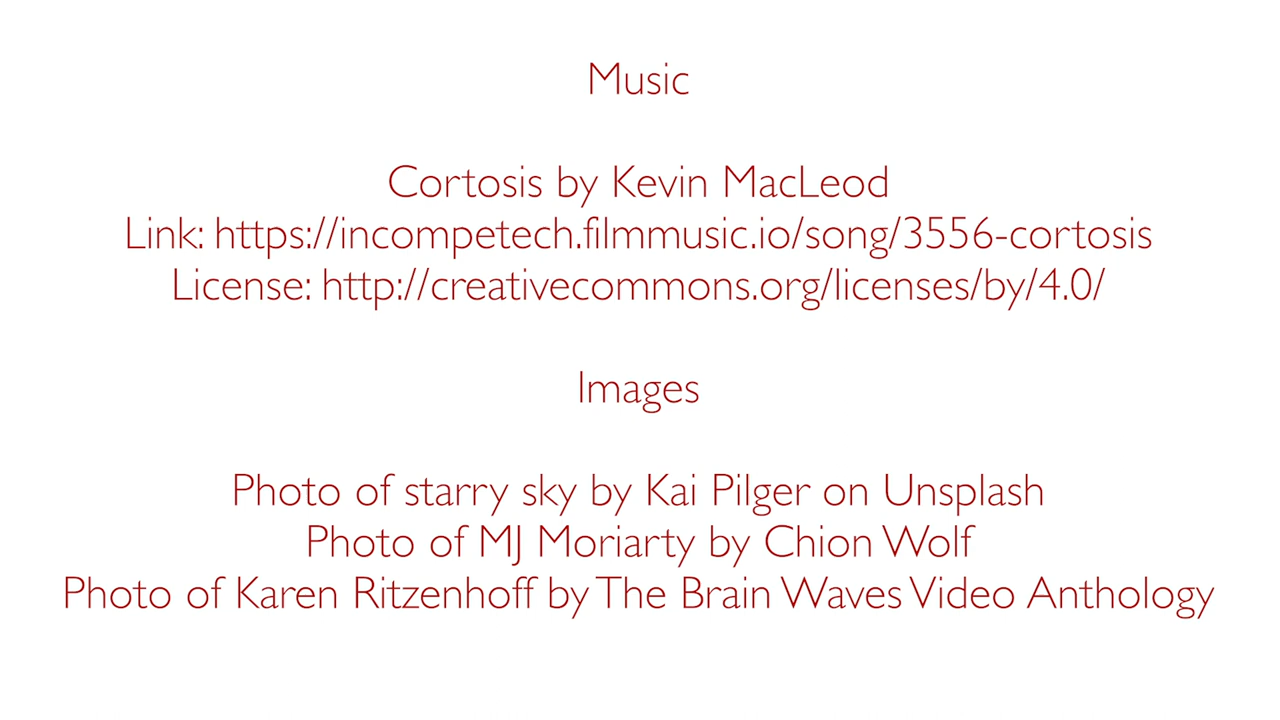 Music
Cortosis by Kevin MacLeod
Link: https://incompetech.filmmusic.io/song/3556-cortosis
License: http://creativecommons.org/licenses/by/4.0/
Images
Photo of starry sky by Kai Pilger on Unsplash
Photo of MJ Moriarty by Chion Wolf
Photo of Karen Ritzenhoff by The Brain Waves Video Anthology